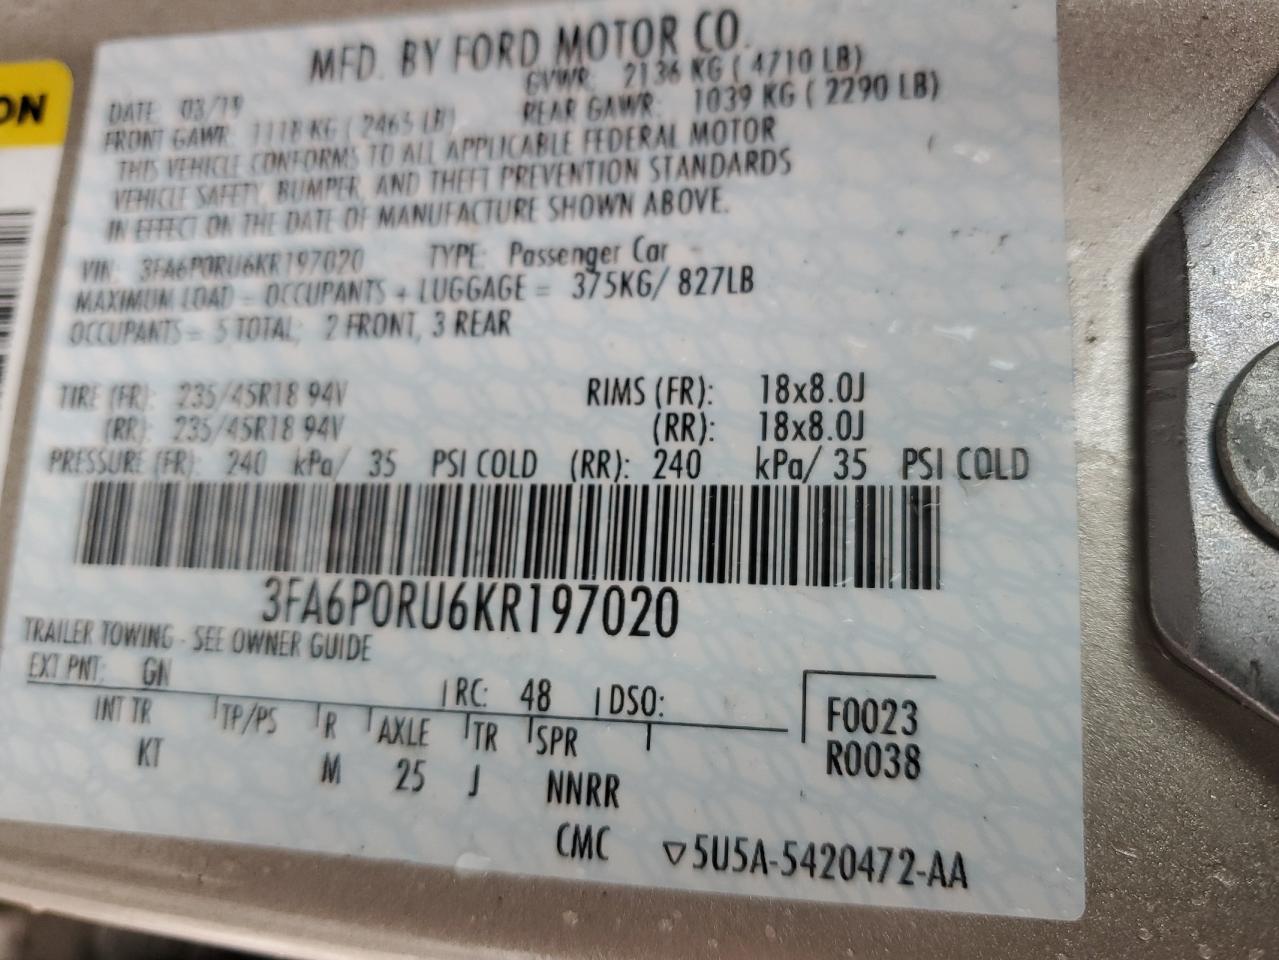 ON
MFD. BY FORD MOTOR CO.
DATE: 03/19 GVWR: 2136 KG ( 4710 LB)
FRONT GAWR: 1118 KG ( 2465 LB) REAR GAWR: 1039 KG ( 2290 LB)
THIS VEHICLE CONFORMS TO ALL APPLICABLE FEDERAL MOTOR
VEHICLE SAFETY, BUMPER, AND THEFT PREVENTION STANDARDS
IN EFFECT ON THE DATE OF MANUFACTURE SHOWN ABOVE.
VIN: 3FA6P0RU6KR197020 TYPE: Passenger Car
MAXIMUM LOAD = OCCUPANTS + LUGGAGE = 375KG/ 827LB
OCCUPANTS = 5 TOTAL; 2 FRONT, 3 REAR
TIRE (FR): 235/45R18 94V RIMS (FR): 18x8.0J
(RR): 235/45R18 94V (RR): 18x8.0J
PRESSURE (FR): 240 kPa/ 35 PSI COLD (RR): 240 kPa/ 35 PSI COLD
3FA6P0RU6KR197020
TRAILER TOWING - SEE OWNER GUIDE
EXT PNT: GN RC: 48 DSO: F0023
INT TR TP/PS R AXLE TR SPR R0038
KT M 25 J NNRR
CMC ▽5U5A-5420472-AA